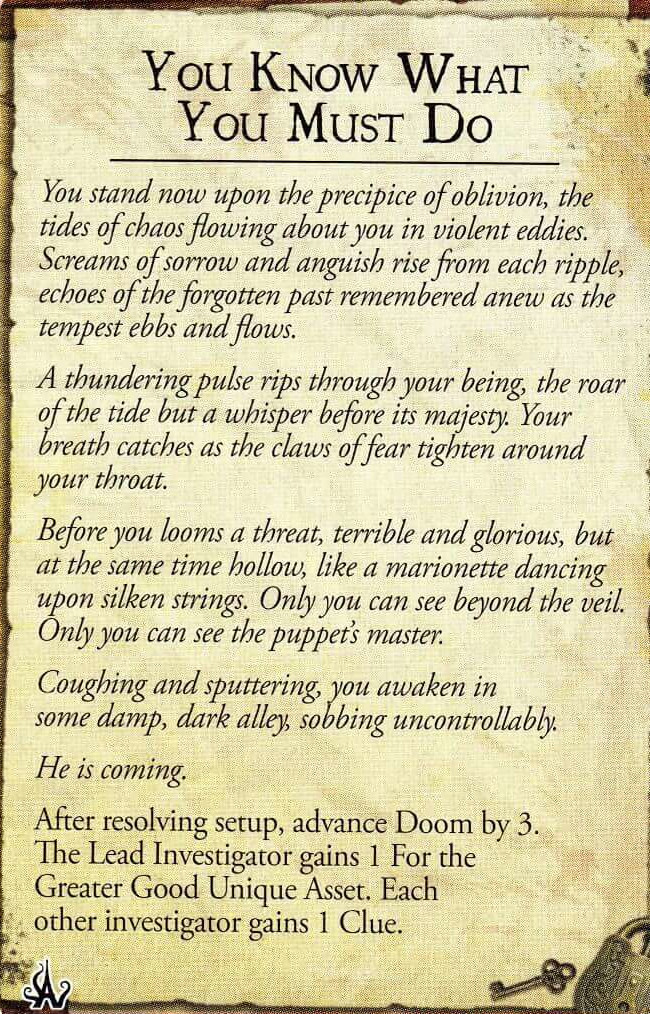 You Know What
You Must Do
You stand now upon the precipice of oblivion, the
tides of chaos flowing about you in violent eddies.
Screams of sorrow and anguish rise from each ripple,
echoes of the forgotten past remembered anew as the
tempest ebbs and flows.
A thundering pulse rips through your being, the roar
of the tide but a whisper before its majesty. Your
breath catches as the claws of fear tighten around
your throat.
Before you looms a threat, terrible and glorious, but
at the same time hollow, like a marionette dancing
upon silken strings. Only you can see beyond the veil.
Only you can see the puppet's master.
Coughing and sputtering, you awaken in
some damp, dark alley, sobbing uncontrollably.
He is coming.
After resolving setup, advance Doom by 3.
The Lead Investigator gains 1 For the
Greater Good Unique Asset. Each
other investigator gains 1 Clue.